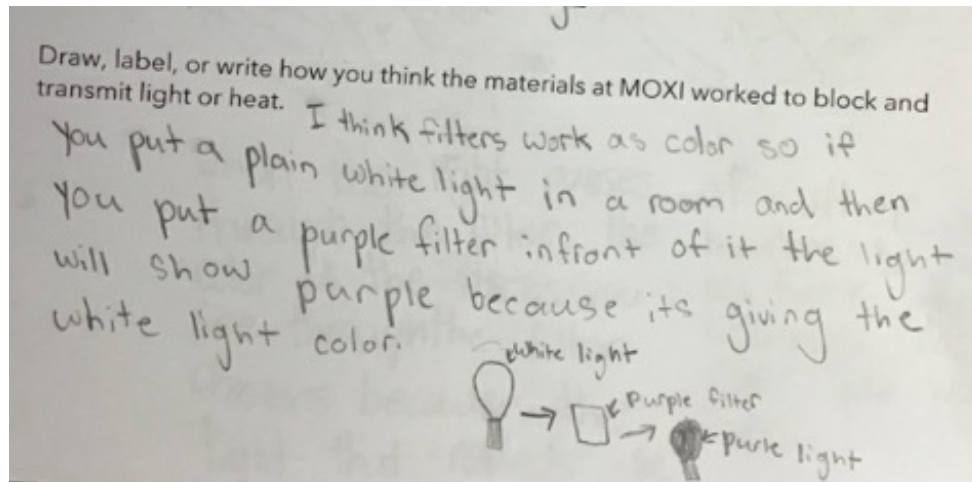 Draw, label, or write how you think the materials at MOXI worked to block and
transmit light or heat. I think filters work as color so if
You put a plain white light in a room and then
You put a purple filter infront of it the light
will show purple because its giving the
white light color.
white light
Purple filter
purle light